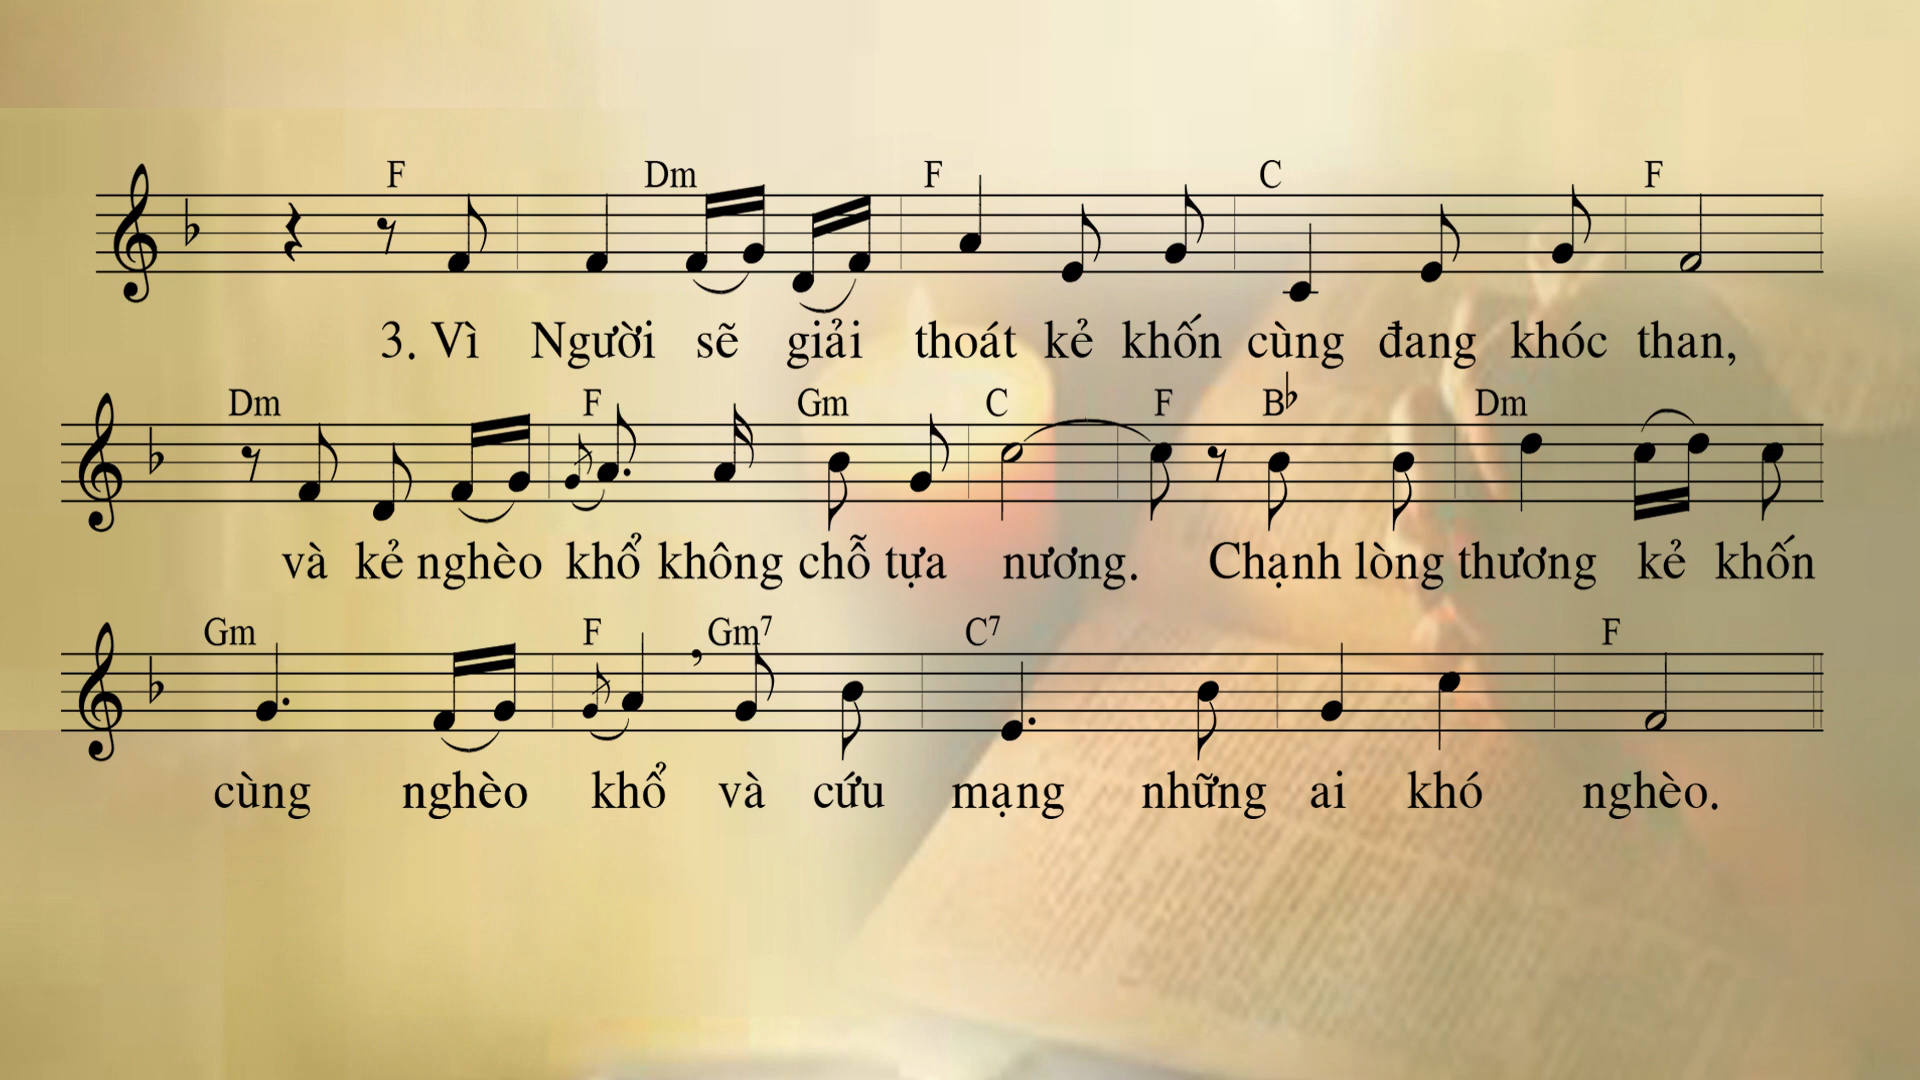 F Dm F C F
3. Vì Người sẽ giải thoát kẻ khốn cùng đang khóc than,
Dm F Gm C F B♭ Dm
và kẻ nghèo khổ không chỗ tựa nương. Chạnh lòng thương kẻ khốn
Gm F Gm7 C7 F
cùng nghèo khổ và cứu mạng những ai khó nghèo.